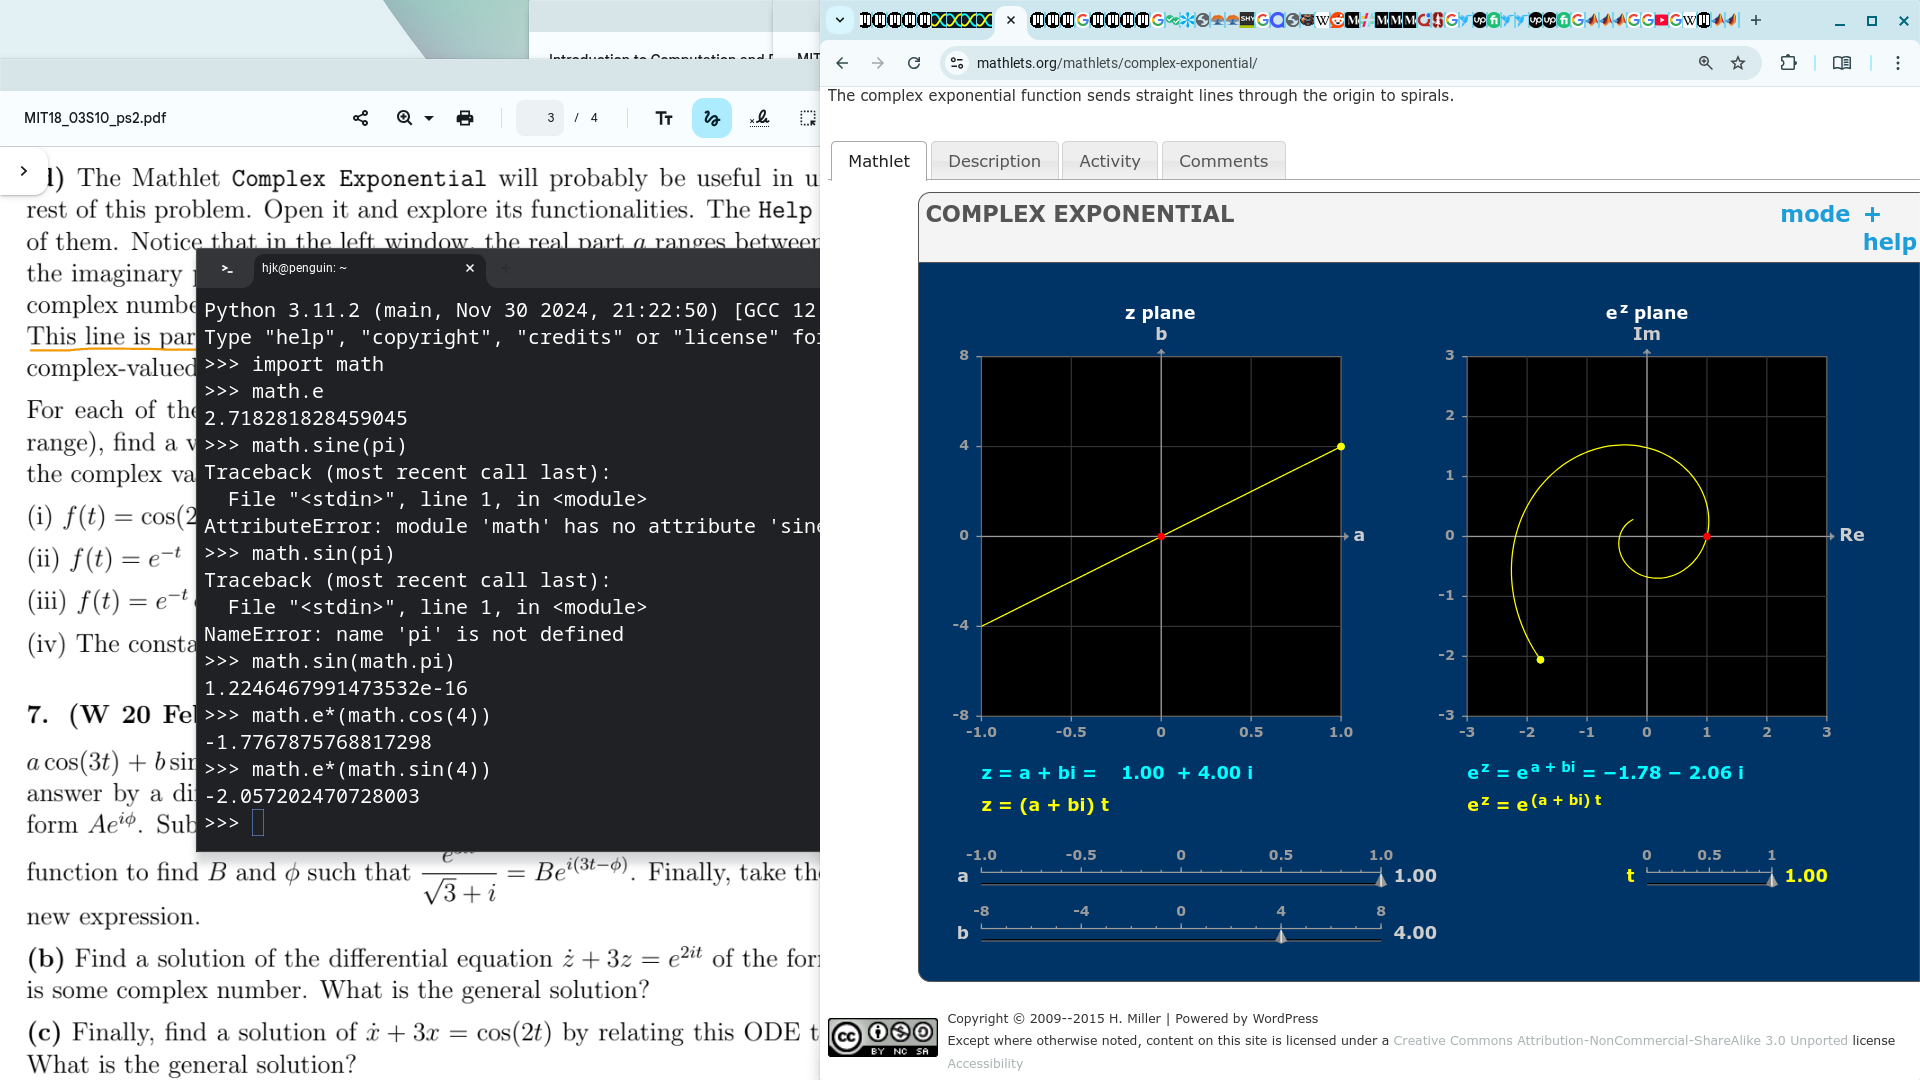 Introduction to Computation and
MIT
MIT18_03S10_ps2.pdf
3 / 4
d) The Mathlet Complex Exponential will probably be useful in
rest of this problem. Open it and explore its functionalities. The Help
of them. Notice that in the left window, the real part a ranges between
the imaginary
complex numbe
This line is par
complex-valued
For each of the
range), find a v
the complex va
(i) f(t) = cos(2
(ii) f(t) = e^−t
(iii) f(t) = e^−t
(iv) The consta
7. (W 20 Fe
a cos(3t) + b sin
answer by a di
form Ae^iφ. Sub
function to find B and φ such that e / √3 + i = Be^i(3t−φ). Finally, take the
new expression.
(b) Find a solution of the differential equation ż + 3z = e^2it of the for
is some complex number. What is the general solution?
(c) Finally, find a solution of ẋ + 3x = cos(2t) by relating this ODE t
What is the general solution?
>_ hjk@penguin: ~
Python 3.11.2 (main, Nov 30 2024, 21:22:50) [GCC 12
Type "help", "copyright", "credits" or "license" fo
>>> import math
>>> math.e
2.718281828459045
>>> math.sine(pi)
Traceback (most recent call last):
File "<stdin>", line 1, in <module>
AttributeError: module 'math' has no attribute 'sine
>>> math.sin(pi)
Traceback (most recent call last):
File "<stdin>", line 1, in <module>
NameError: name 'pi' is not defined
>>> math.sin(math.pi)
1.2246467991473532e-16
>>> math.e*(math.cos(4))
-1.7767875768817298
>>> math.e*(math.sin(4))
-2.057202470728003
>>>
mathlets.org/mathlets/complex-exponential/
The complex exponential function sends straight lines through the origin to spirals.
Mathlet Description Activity Comments
COMPLEX EXPONENTIAL
mode +
help
z plane
b
8
4
0
-4
-8
a
-1.0 -0.5 0 0.5 1.0
e^z plane
Im
3
2
1
0
-1
-2
-3
Re
-3 -2 -1 0 1 2 3
z = a + bi = 1.00 + 4.00 i
z = (a + bi) t
e^z = e^a + bi = −1.78 − 2.06 i
e^z = e^(a + bi) t
-1.0 -0.5 0 0.5 1.0
a 1.00
0 0.5 1
t 1.00
-8 -4 0 4 8
b 4.00
cc BY NC SA
Copyright © 2009--2015 H. Miller | Powered by WordPress
Except where otherwise noted, content on this site is licensed under a Creative Commons Attribution-NonCommercial-ShareAlike 3.0 Unported license
Accessibility